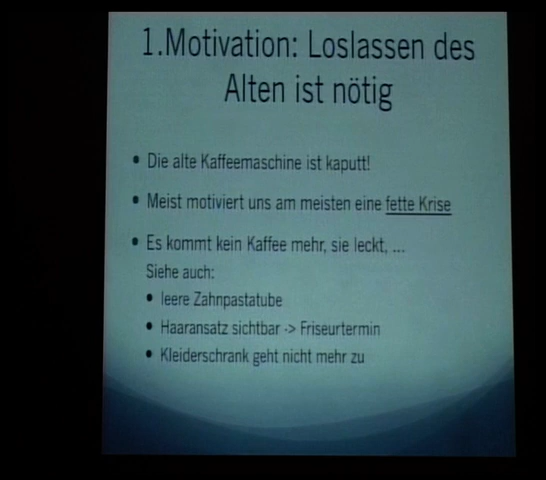 1.Motivation: Loslassen des
Alten ist nötig
• Die alte Kaffeemaschine ist kaputt!
• Meist motiviert uns am meisten eine fette Krise
• Es kommt kein Kaffee mehr, sie leckt, ...
Siehe auch:
• leere Zahnpastatube
• Haaransatz sichtbar -> Friseurtermin
• Kleiderschrank geht nicht mehr zu